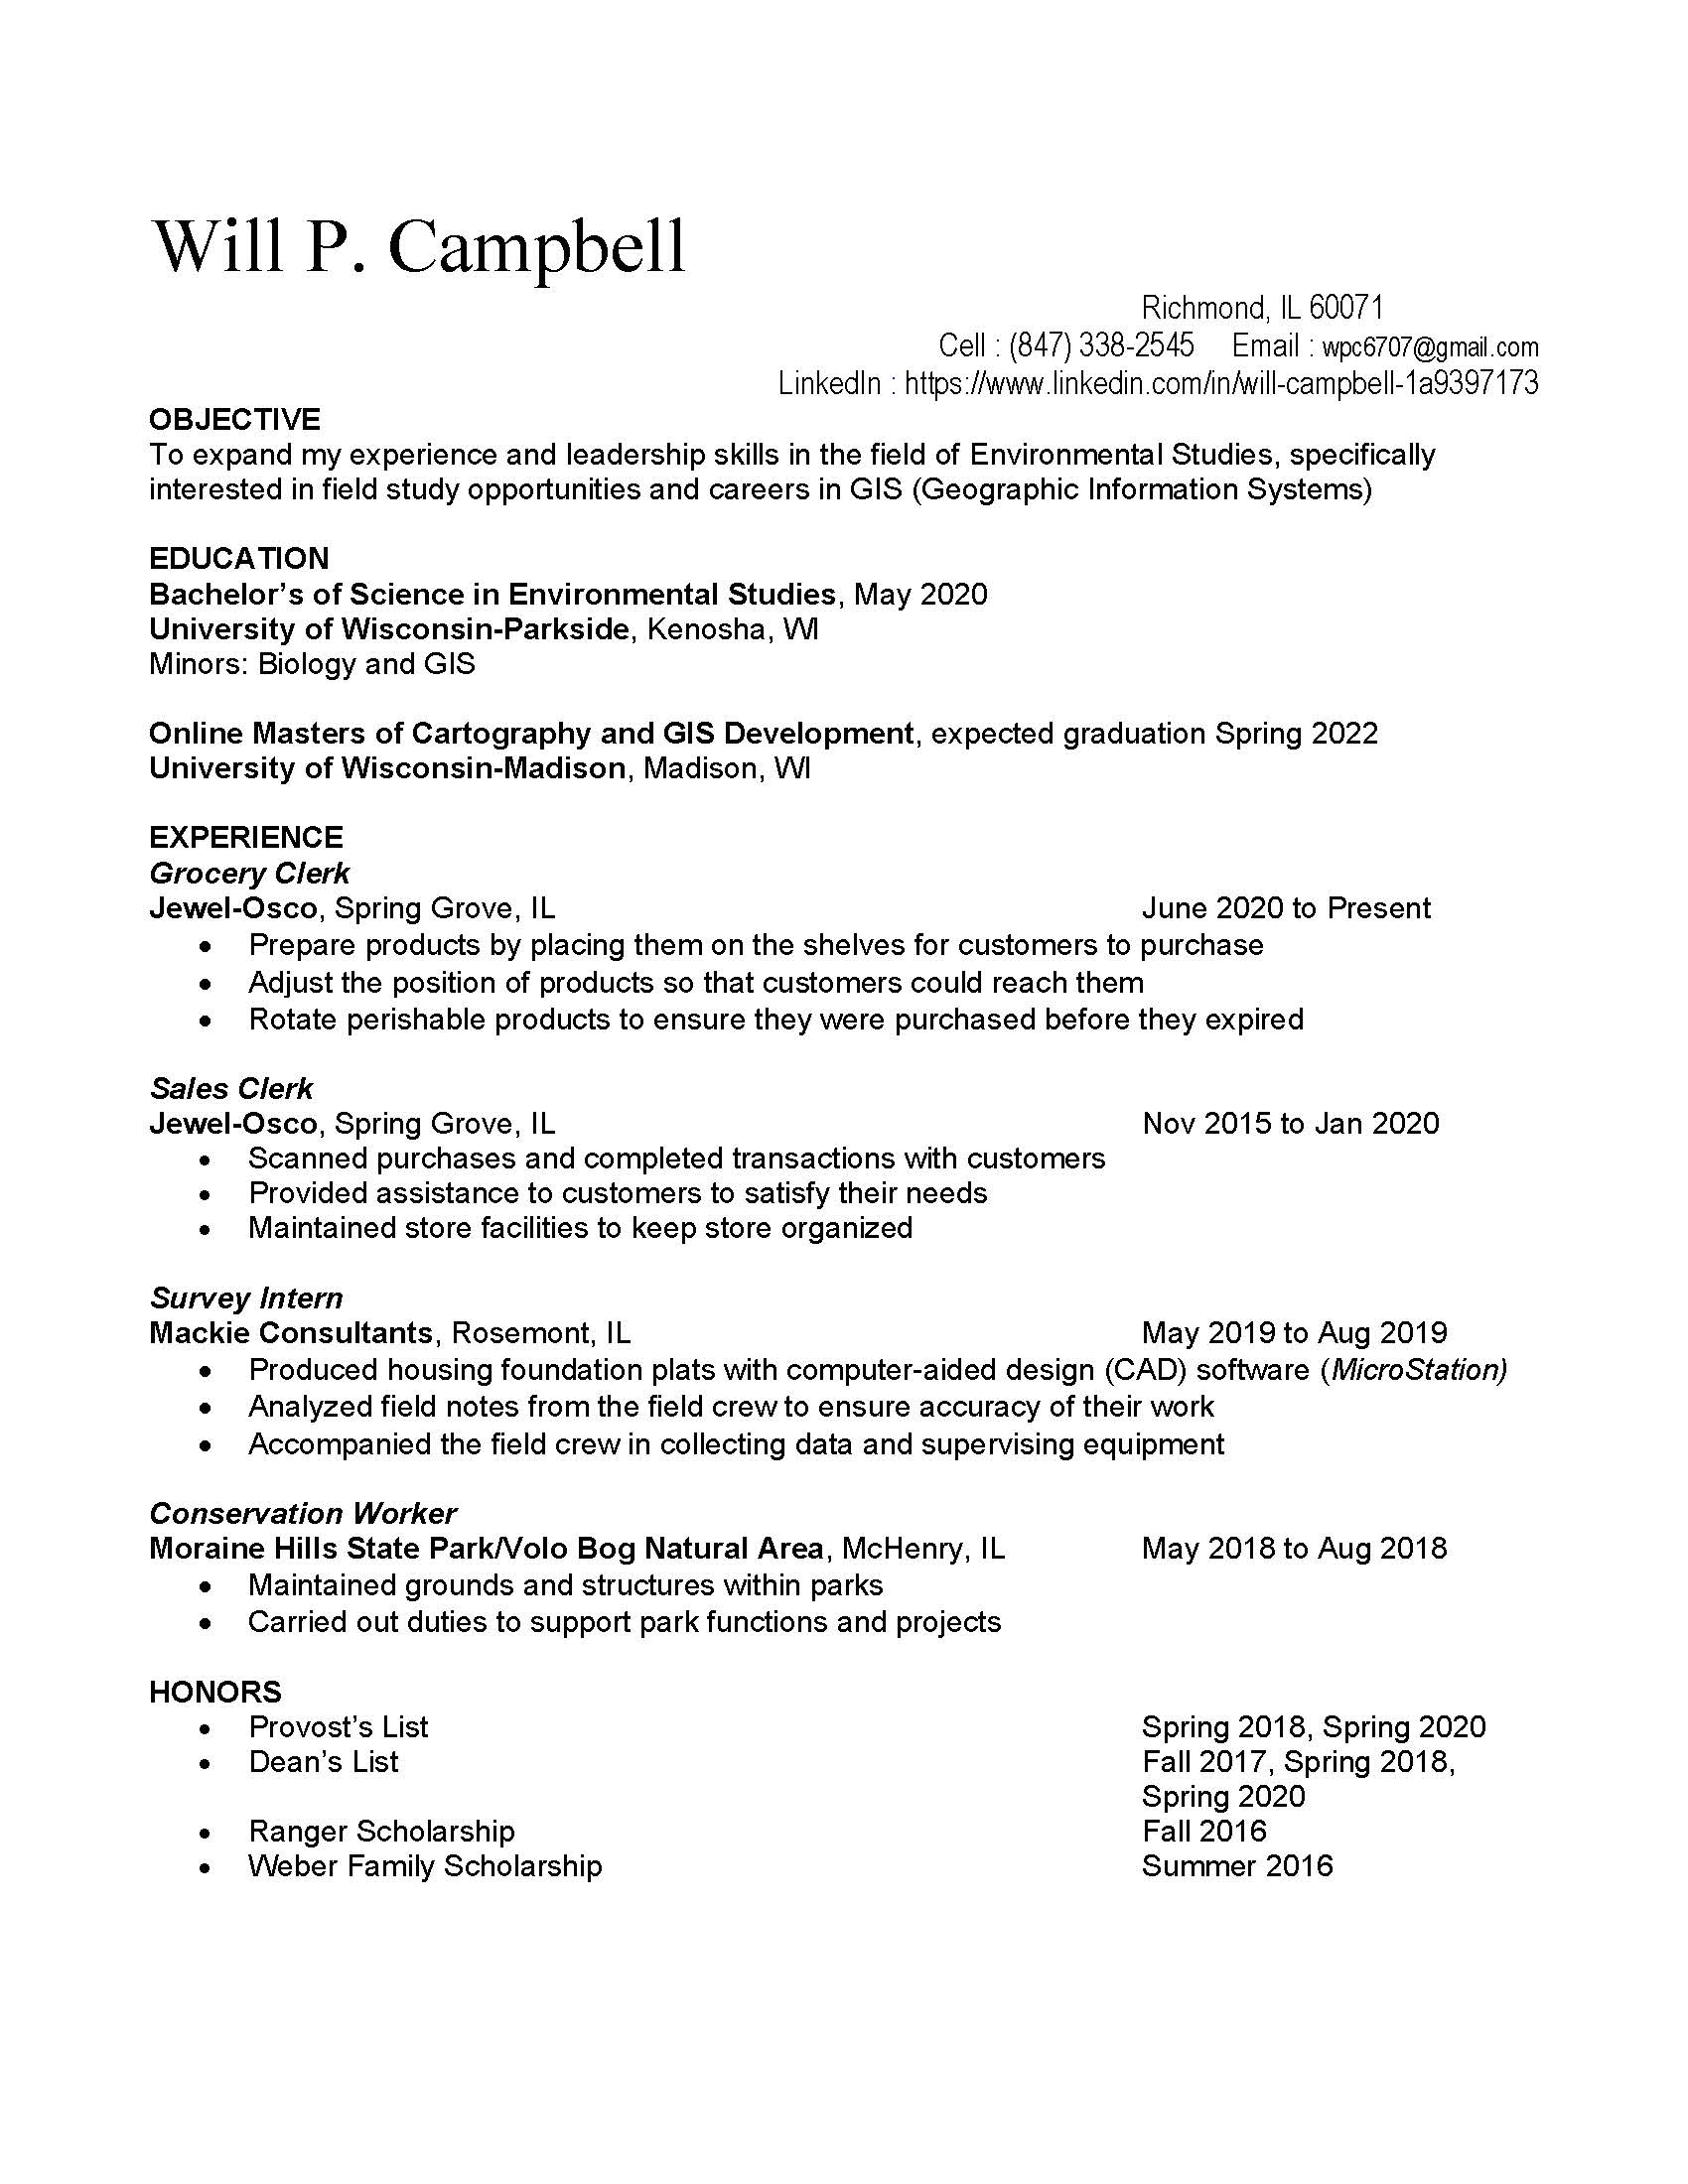 Will P. Campbell
Richmond, IL 60071
Cell : (847) 338-2545 Email : wpc6707@gmail.com
LinkedIn : https://www.linkedin.com/in/will-campbell-1a9397173
OBJECTIVE
To expand my experience and leadership skills in the field of Environmental Studies, specifically
interested in field study opportunities and careers in GIS (Geographic Information Systems)
EDUCATION
Bachelor’s of Science in Environmental Studies, May 2020
University of Wisconsin-Parkside, Kenosha, WI
Minors: Biology and GIS
Online Masters of Cartography and GIS Development, expected graduation Spring 2022
University of Wisconsin-Madison, Madison, WI
EXPERIENCE
Grocery Clerk
Jewel-Osco, Spring Grove, IL June 2020 to Present
• Prepare products by placing them on the shelves for customers to purchase
• Adjust the position of products so that customers could reach them
• Rotate perishable products to ensure they were purchased before they expired
Sales Clerk
Jewel-Osco, Spring Grove, IL Nov 2015 to Jan 2020
• Scanned purchases and completed transactions with customers
• Provided assistance to customers to satisfy their needs
• Maintained store facilities to keep store organized
Survey Intern
Mackie Consultants, Rosemont, IL May 2019 to Aug 2019
• Produced housing foundation plats with computer-aided design (CAD) software (MicroStation)
• Analyzed field notes from the field crew to ensure accuracy of their work
• Accompanied the field crew in collecting data and supervising equipment
Conservation Worker
Moraine Hills State Park/Volo Bog Natural Area, McHenry, IL May 2018 to Aug 2018
• Maintained grounds and structures within parks
• Carried out duties to support park functions and projects
HONORS
• Provost’s List Spring 2018, Spring 2020
• Dean’s List Fall 2017, Spring 2018,
Spring 2020
• Ranger Scholarship Fall 2016
• Weber Family Scholarship Summer 2016